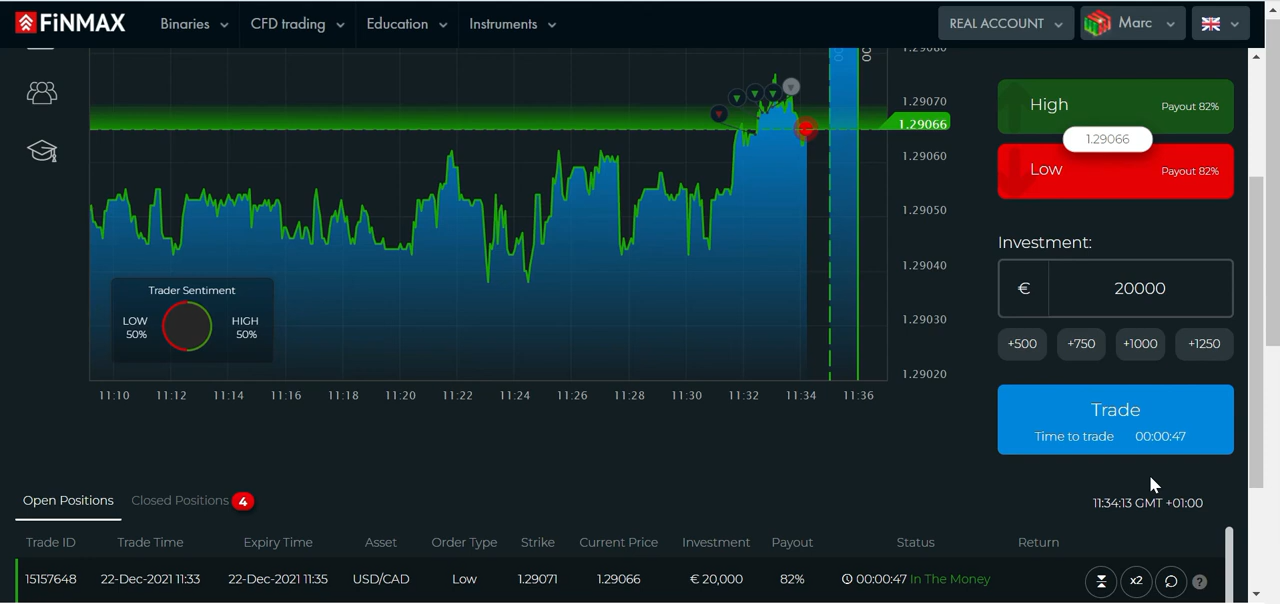 FiNMAX
Binaries
CFD trading
Education
Instruments
REAL ACCOUNT
Marc
1.29080
1.29070
1.29066
1.29060
1.29050
1.29040
1.29030
1.29020
Trader Sentiment
LOW
50%
HIGH
50%
11:10 11:12 11:14 11:16 11:18 11:20 11:22 11:24 11:26 11:28 11:30 11:32 11:34 11:36
High Payout 82%
1.29066
Low Payout 82%
Investment:
€ 20000
+500 +750 +1000 +1250
Trade
Time to trade 00:00:47
11:34:13 GMT +01:00
Open Positions Closed Positions 4
Trade ID Trade Time Expiry Time Asset Order Type Strike Current Price Investment Payout Status Return
15157648 22-Dec-2021 11:33 22-Dec-2021 11:35 USD/CAD Low 1.29071 1.29066 € 20,000 82% 00:00:47 In The Money x2 ?